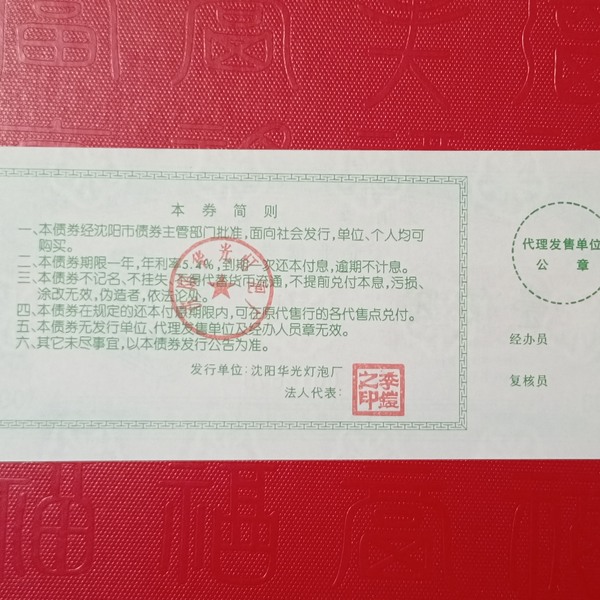 本券简则
一、本债券经沈阳市债券主管部门批准，面向社会发行，单位、个人均可
购买。
二、本债券期限一年，年利率5.4%，到期一次还本付息，逾期不计息。
三、本债券不记名、不挂失、不可代替货币流通，不提前兑付本息，污损、
涂改无效，伪造者，依法论处。
四、本债券在规定的还本付息期限内，可在原代售行的各代售点兑付。
五、本债券无发行单位、代理发售单位及经办人员章无效。
六、其它未尽事宜，以本债券发行公告为准。
发行单位：沈阳华光灯泡厂
法人代表：
季铠之印
代理发售单位
公章
经办员
复核员